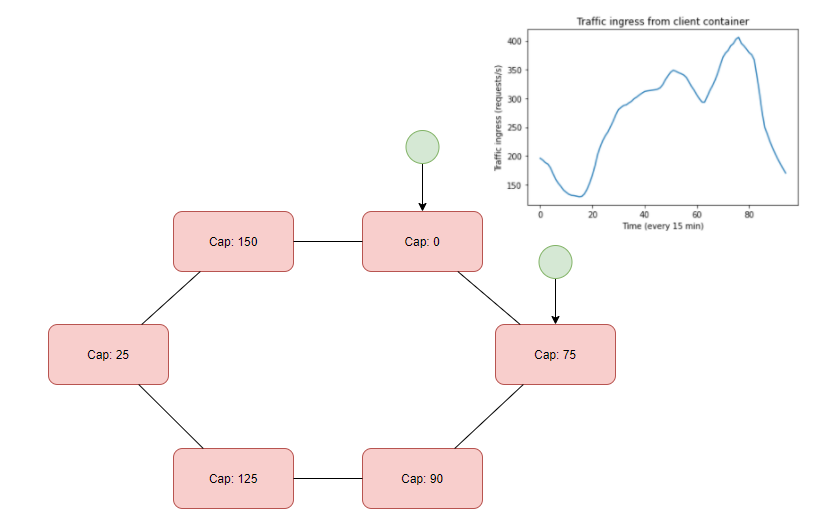 Traffic ingress from client container
400
350
300
250
200
150
Traffic ingress (requests/s)
0 20 40 60 80
Time (every 15 min)
Cap: 150
Cap: 0
Cap: 25
Cap: 75
Cap: 125
Cap: 90